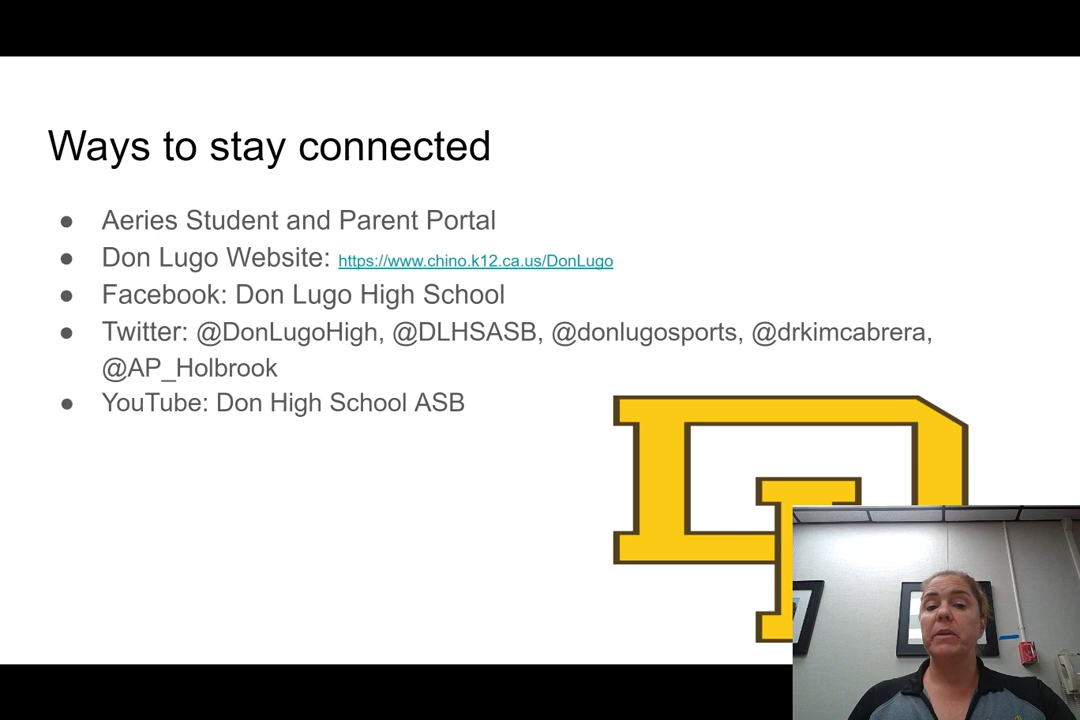 Ways to stay connected
● Aeries Student and Parent Portal
● Don Lugo Website: https://www.chino.k12.ca.us/DonLugo
● Facebook: Don Lugo High School
● Twitter: @DonLugoHigh, @DLHSASB, @donlugosports, @drkimcabrera,
@AP_Holbrook
● YouTube: Don High School ASB